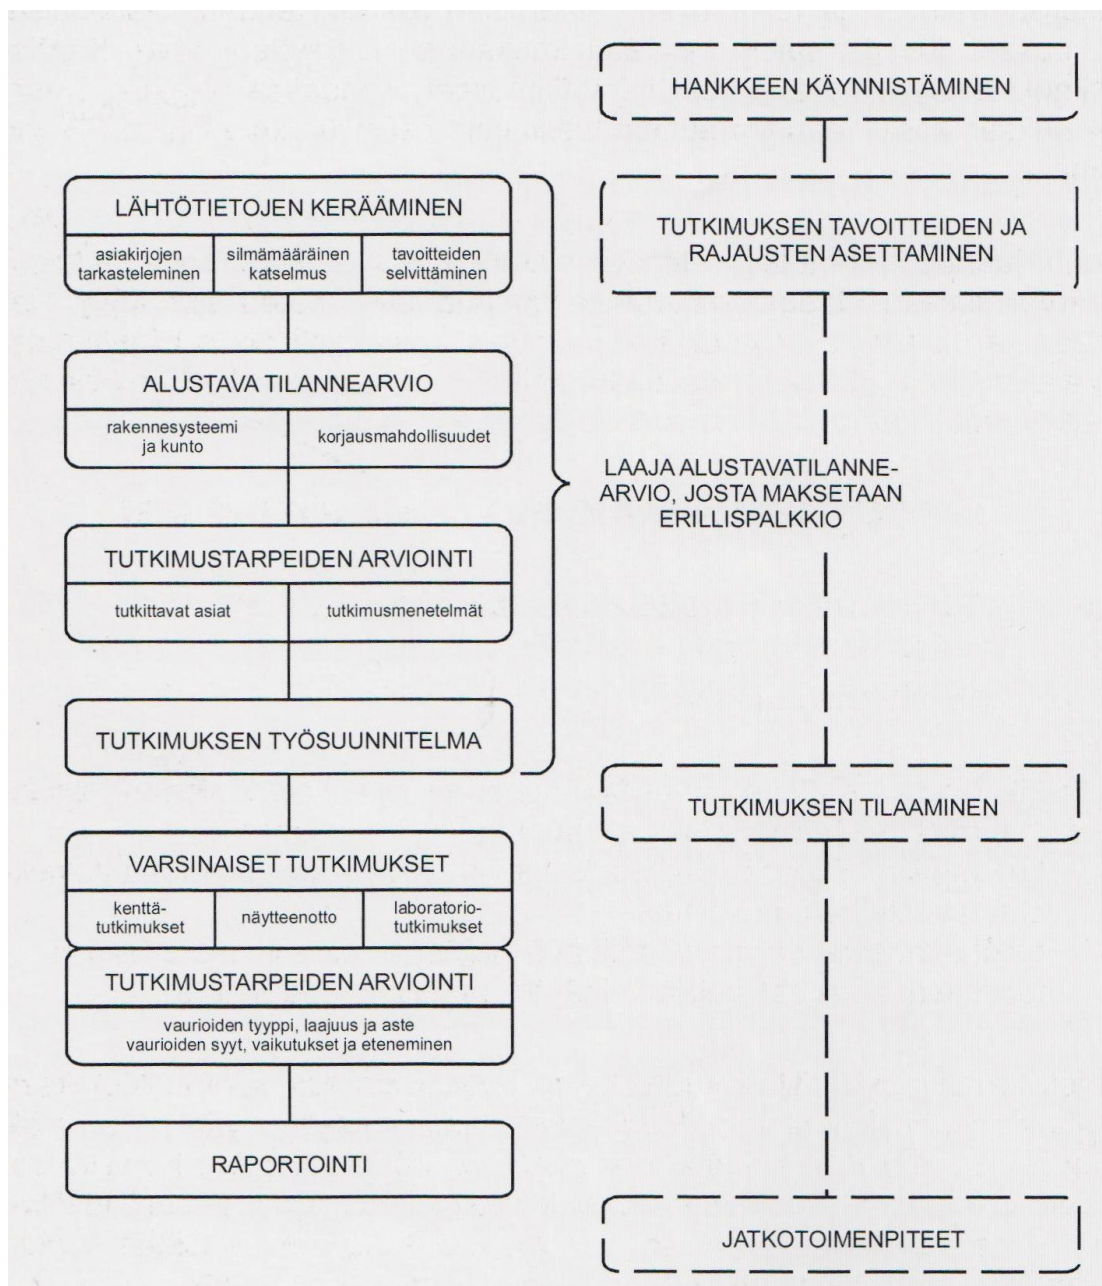 HANKKEEN KÄYNNISTÄMINEN
LÄHTÖTIETOJEN KERÄÄMINEN
asiakirjojen
tarkasteleminen
silmämääräinen
katselmus
tavoitteiden
selvittäminen
TUTKIMUKSEN TAVOITTEIDEN JA
RAJAUSTEN ASETTAMINEN
ALUSTAVA TILANNEARVIO
rakennesysteemi
ja kunto
korjausmahdollisuudet
LAAJA ALUSTAVATILANNE-
ARVIO, JOSTA MAKSETAAN
ERILLISPALKKIO
TUTKIMUSTARPEIDEN ARVIOINTI
tutkittavat asiat
tutkimusmenetelmät
TUTKIMUKSEN TYÖSUUNNITELMA
TUTKIMUKSEN TILAAMINEN
VARSINAISET TUTKIMUKSET
kenttä-
tutkimukset
näytteenotto
laboratorio-
tutkimukset
TUTKIMUSTARPEIDEN ARVIOINTI
vaurioiden tyyppi, laajuus ja aste
vaurioiden syyt, vaikutukset ja eteneminen
RAPORTOINTI
JATKOTOIMENPITEET